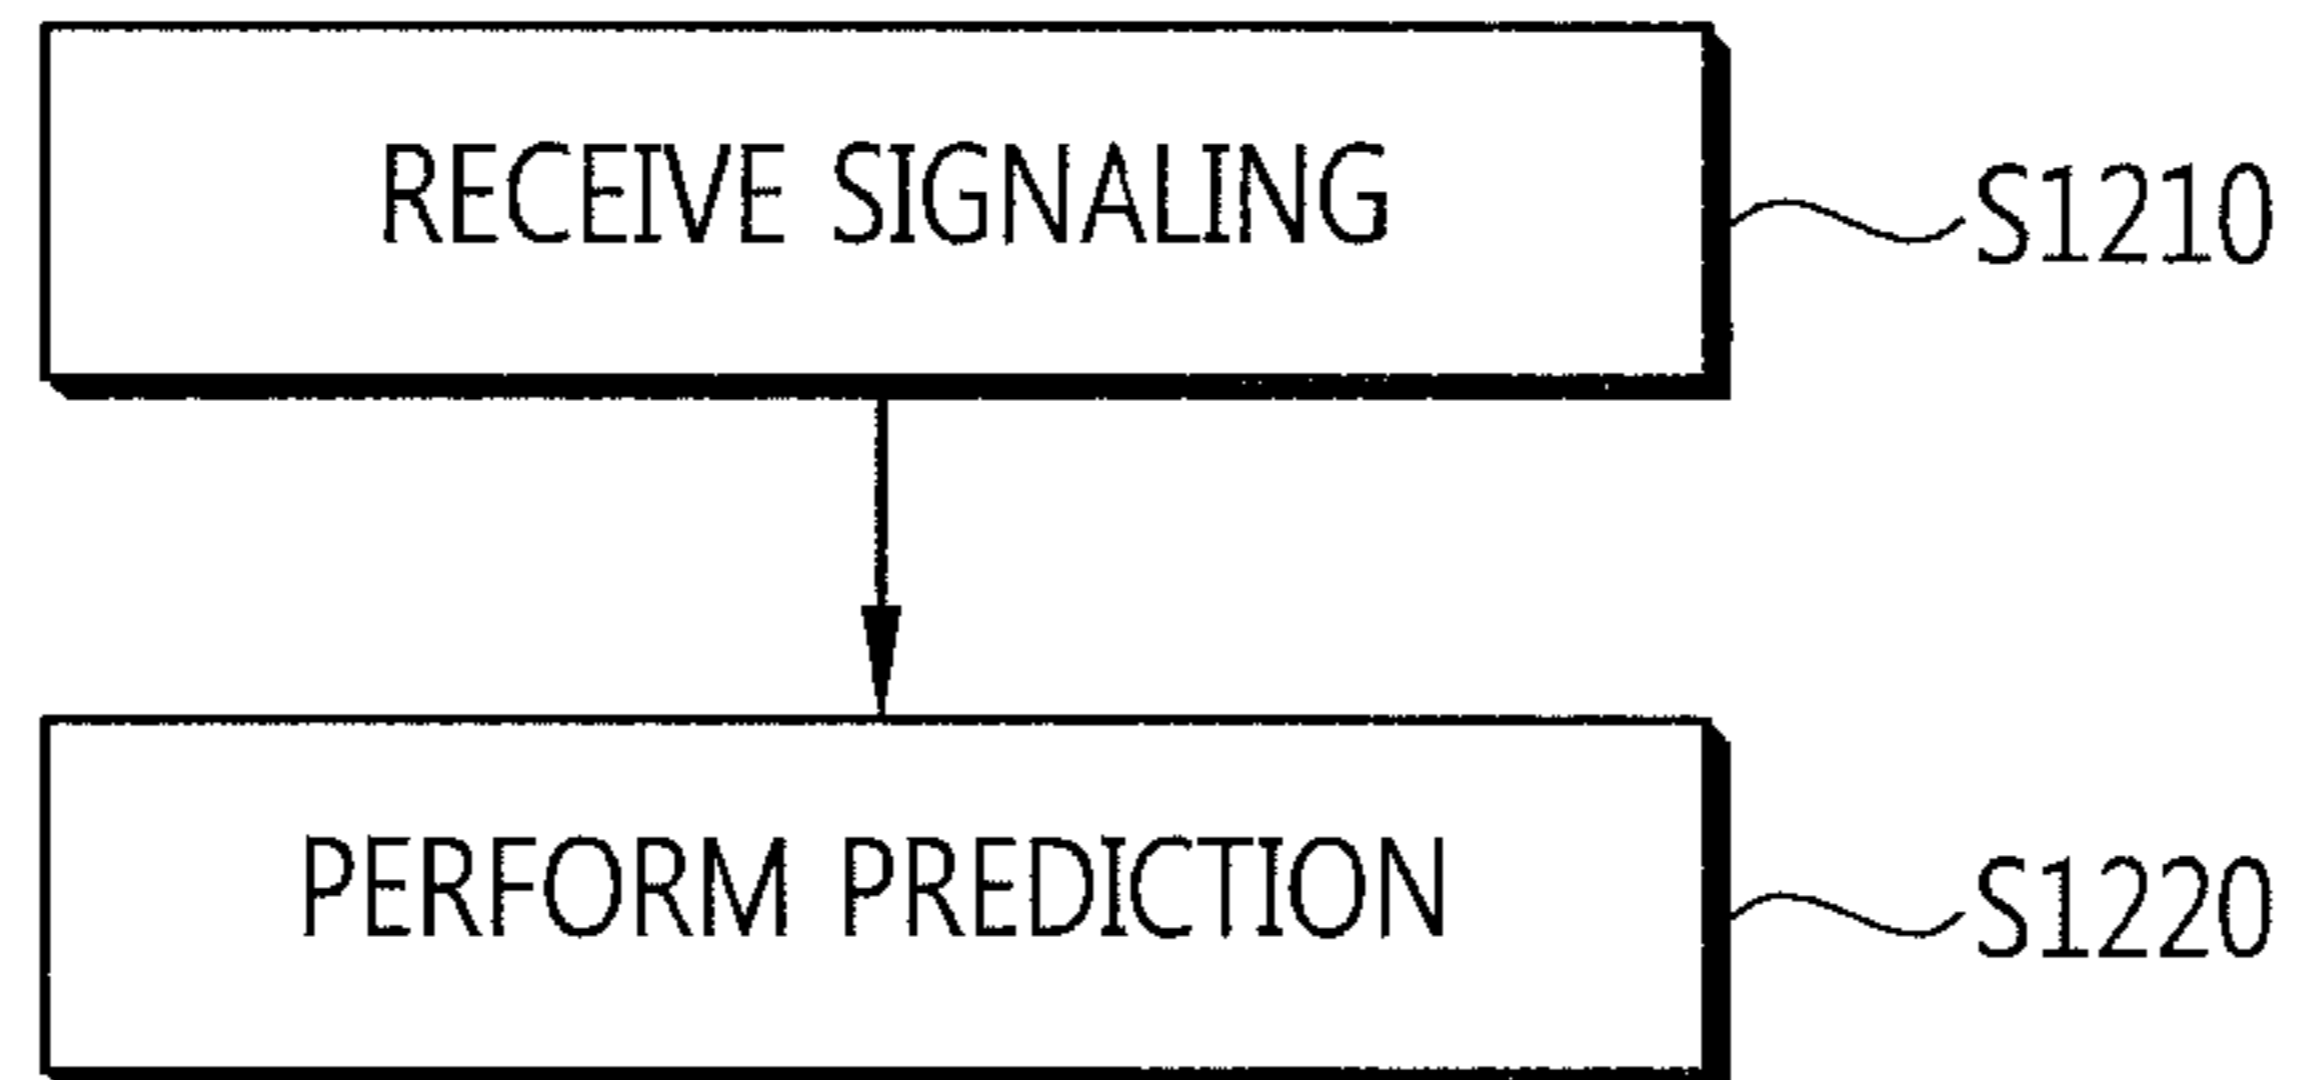 RECEIVE SIGNALING
S1210
PERFORM PREDICTION
S1220